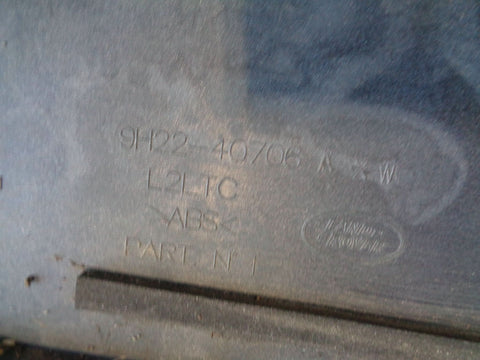 9H22-40706 A W
L2LTC
>ABS<
PART. Nº 1
LAND-
ROVER